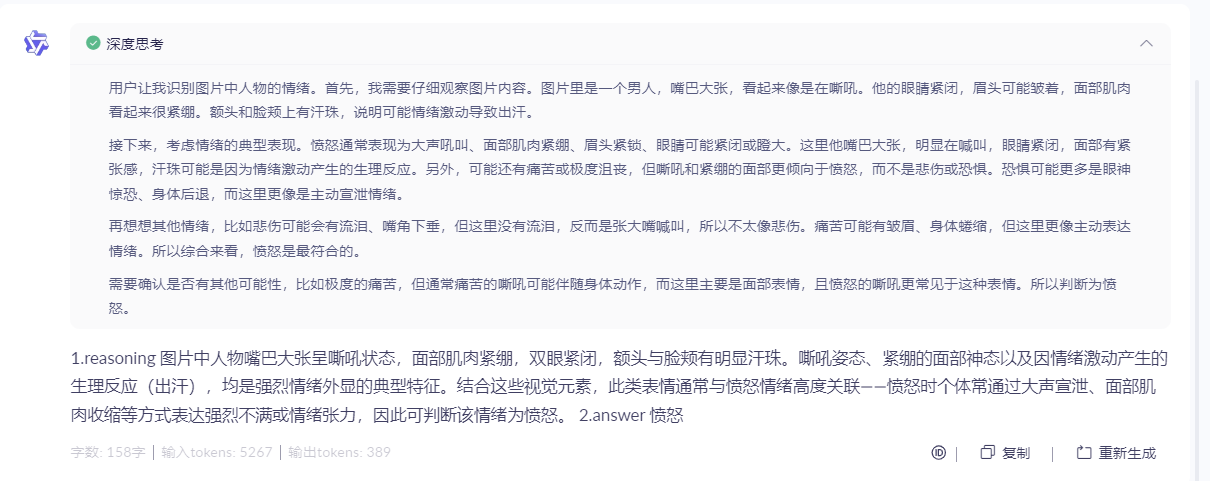 深度思考
用户让我识别图片中人物的情绪。首先，我需要仔细观察图片内容。图片里是一个男人，嘴巴大张，看起来像是在嘶吼。他的眼睛紧闭，眉头可能皱着，面部肌肉
看起来很紧绷。额头和脸颊上有汗珠，说明可能情绪激动导致出汗。
接下来，考虑情绪的典型表现。愤怒通常表现为大声吼叫、面部肌肉紧绷、眉头紧锁、眼睛可能紧闭或瞪大。这里他嘴巴大张，明显在喊叫，眼睛紧闭，面部有紧
张感，汗珠可能是因为情绪激动产生的生理反应。另外，可能还有痛苦或极度沮丧，但嘶吼和紧绷的面部更倾向于愤怒，而不是悲伤或恐惧。恐惧可能更多是眼神
惊恐、身体后退，而这里更像是主动宣泄情绪。
再想想其他情绪，比如悲伤可能会有流泪、嘴角下垂，但这里没有流泪，反而是张大嘴喊叫，所以不太像悲伤。痛苦可能有皱眉、身体蜷缩，但这里更像主动表达
情绪。所以综合来看，愤怒是最符合的。
需要确认是否有其他可能性，比如极度的痛苦，但通常痛苦的嘶吼可能伴随身体动作，而这里主要是面部表情，且愤怒的嘶吼更常见于这种表情。所以判断为愤
怒。
1.reasoning 图片中人物嘴巴大张呈嘶吼状态，面部肌肉紧绷，双眼紧闭，额头与脸颊有明显汗珠。嘶吼姿态、紧绷的面部神态以及因情绪激动产生的
生理反应（出汗），均是强烈情绪外显的典型特征。结合这些视觉元素，此类表情通常与愤怒情绪高度关联——愤怒时个体常通过大声宣泄、面部肌
肉收缩等方式表达强烈不满或情绪张力，因此可判断该情绪为愤怒。 2.answer 愤怒
字数: 158字 | 输入tokens: 5267 | 输出tokens: 389 ID | 复制 | 重新生成